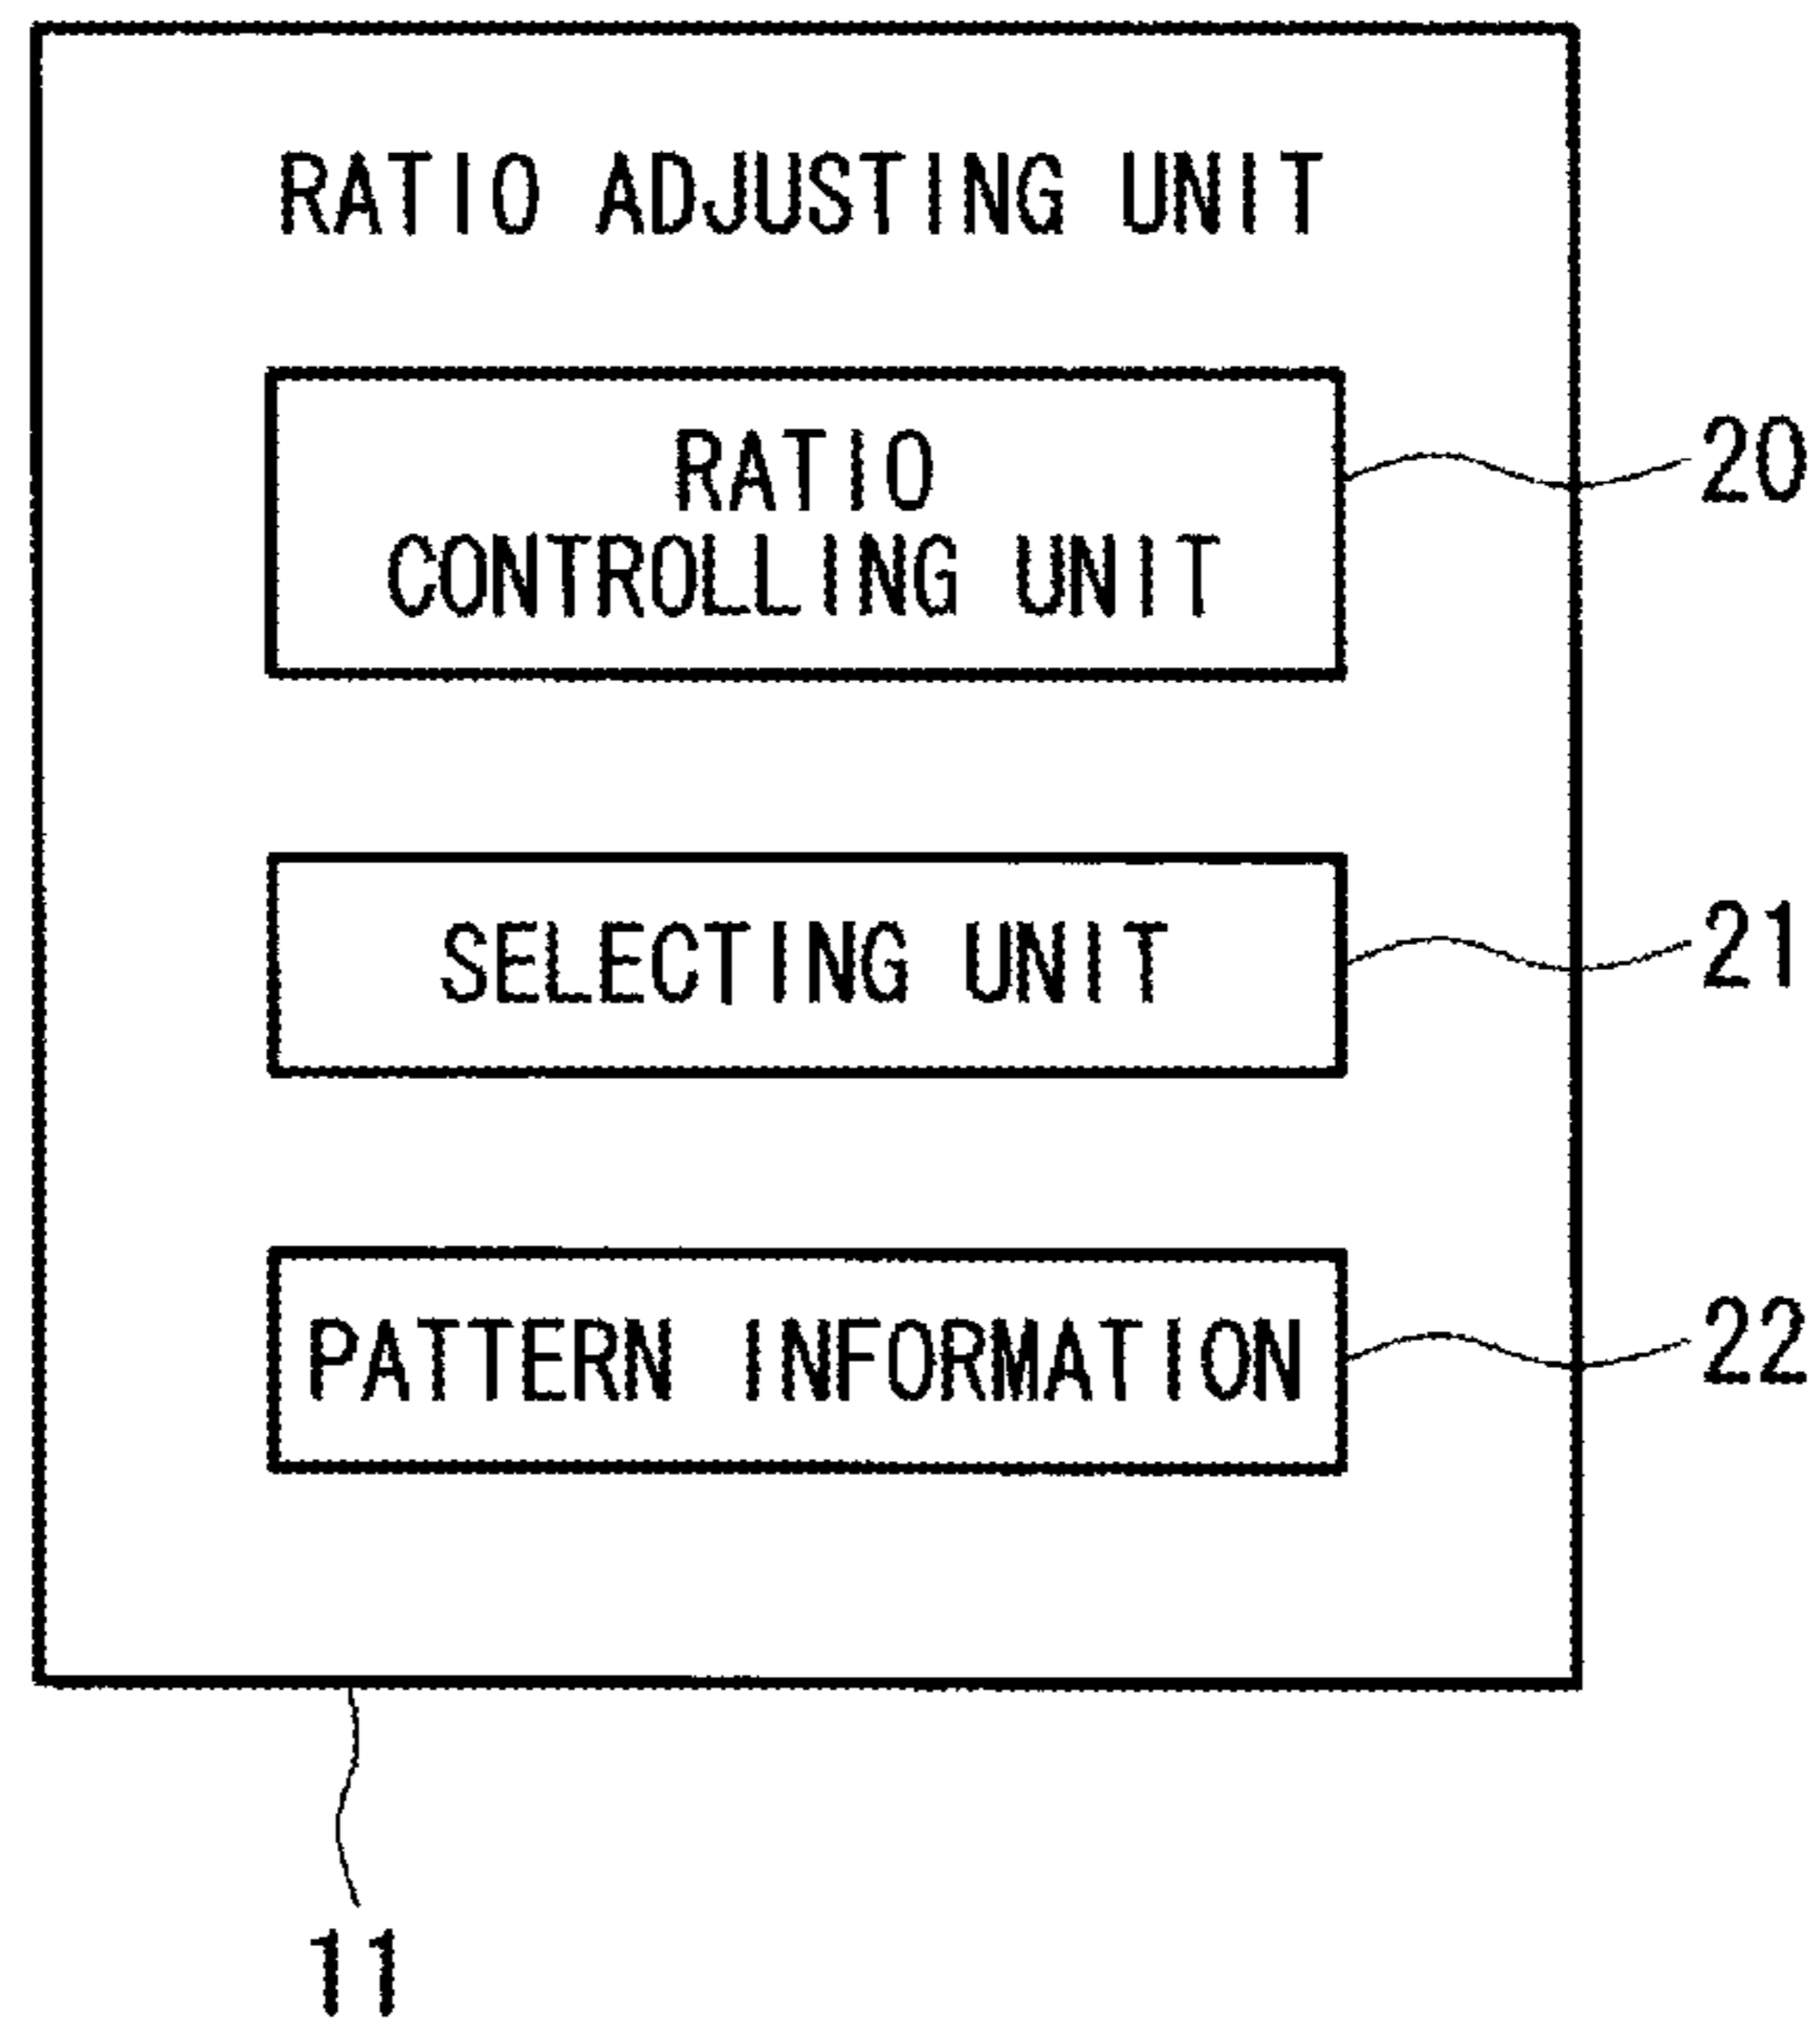 RATIO ADJUSTING UNIT
RATIO
CONTROLLING UNIT
20
SELECTING UNIT
21
PATTERN INFORMATION
22
11